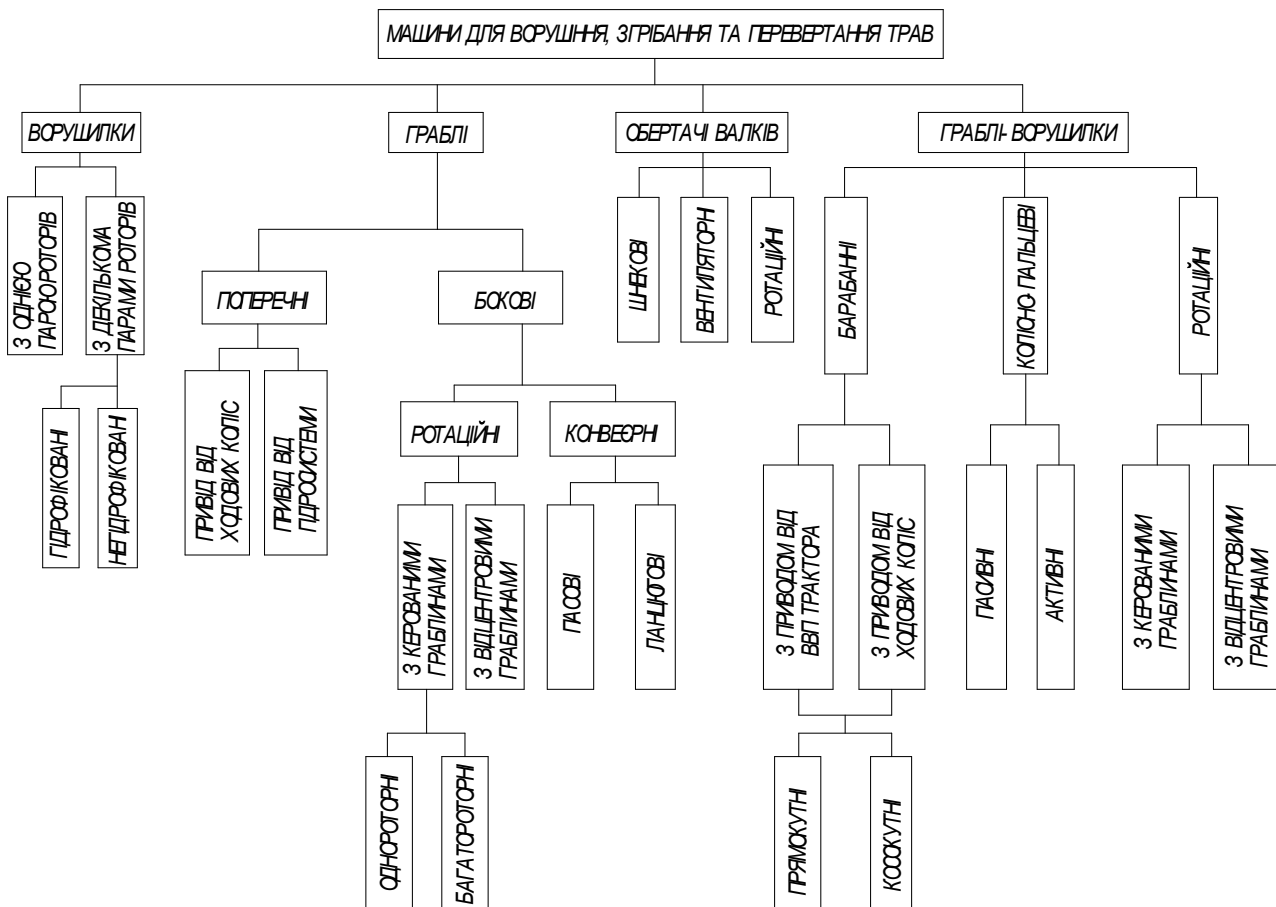 МАШИНИ ДЛЯ ВОРУШІННЯ, ЗГРІБАННЯ ТА ПЕРЕВЕРТАННЯ ТРАВ
ВОРУШИЛКИ
ГРАБЛІ
ОБЕРТАЧІ ВАЛКІВ
ГРАБЛІ- ВОРУШИЛКИ
З ОДНІЄЮ
ПАРОЮ РОТОРІВ
З ДЕКІЛЬКОМА
ПАРАМИ РОТОРІВ
ПОПЕРЕЧНІ
БОКОВІ
ШНЕКОВІ
ВЕНТИЛЯТОРНІ
РОТАЦІЙНІ
БАРАБАННІ
КОЛІСНО- ПАЛЬЦЕВІ
РОТАЦІЙНІ
ГІДРОФІКОВАНІ
НЕГІДРОФІКОВАНІ
ПРИВІД ВІД
ХОДОВИХ КОЛІС
ПРИВІД ВІД
ГІДРОСИСТЕМИ
РОТАЦІЙНІ
КОНВЕЄРНІ
З КЕРОВАНИМИ
ГРАБЛИНАМИ
З ВІДЦЕНТРОВИМИ
ГРАБЛИНАМИ
ПАСОВІ
ЛАНЦЮГОВІ
З ПРИВОДОМ ВІД
ВВП ТРАКТОРА
З ПРИВОДОМ ВІД
ХОДОВИХ КОЛІС
ПАСИВНІ
АКТИВНІ
З КЕРОВАНИМИ
ГРАБЛИНАМИ
З ВІДЦЕНТРОВИМИ
ГРАБЛИНАМИ
ОДНОРОТОРНІ
БАГАТОРОТОРНІ
ПРЯМОКУТНІ
КОСОКУТНІ